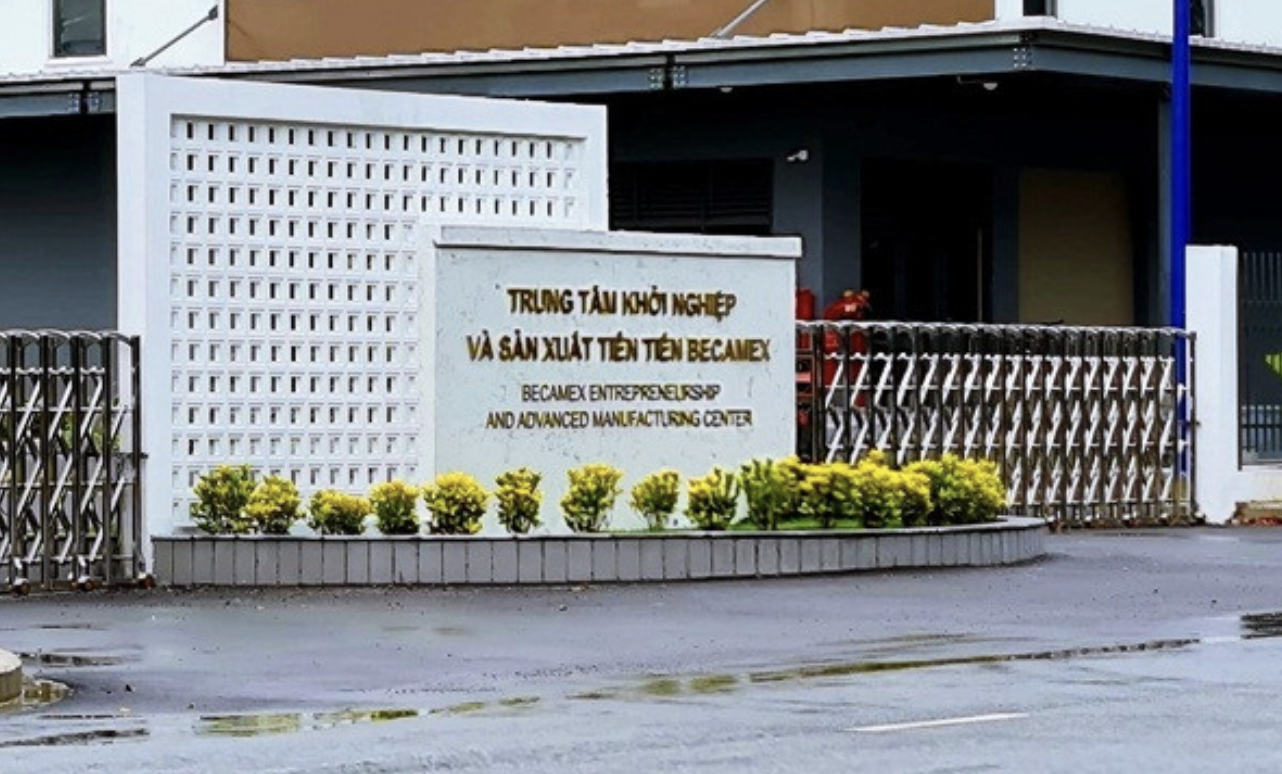 TRUNG TÂM KHỞI NGHIỆP
VÀ SẢN XUẤT TIÊN TIẾN BECAMEX
BECAMEX ENTREPRENEURSHIP
AND ADVANCED MANUFACTURING CENTER